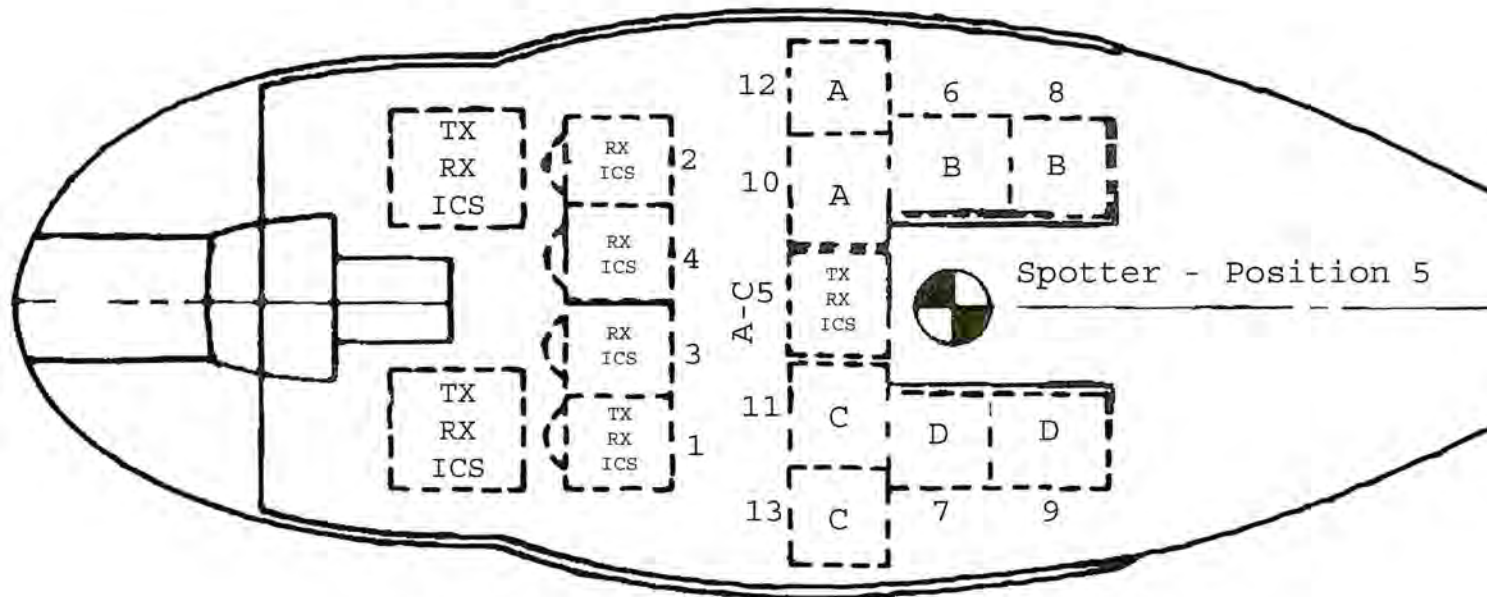 12
A
6
8
TX
RX
ICS
RX
ICS
2
10
A
B
B
RX
ICS
4
A-C
5
TX
RX
ICS
Spotter - Position 5
RX
ICS
3
TX
RX
ICS
TX
RX
ICS
1
11
C
D
D
13
C
7
9